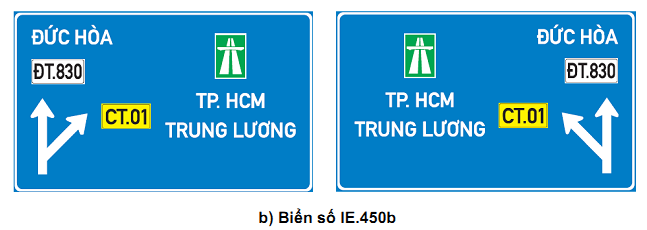 ĐỨC HÒA
ĐT.830
CT.01
TP. HCM
TRUNG LƯƠNG
ĐỨC HÒA
ĐT.830
TP. HCM
TRUNG LƯƠNG
CT.01
b) Biển số IE.450b